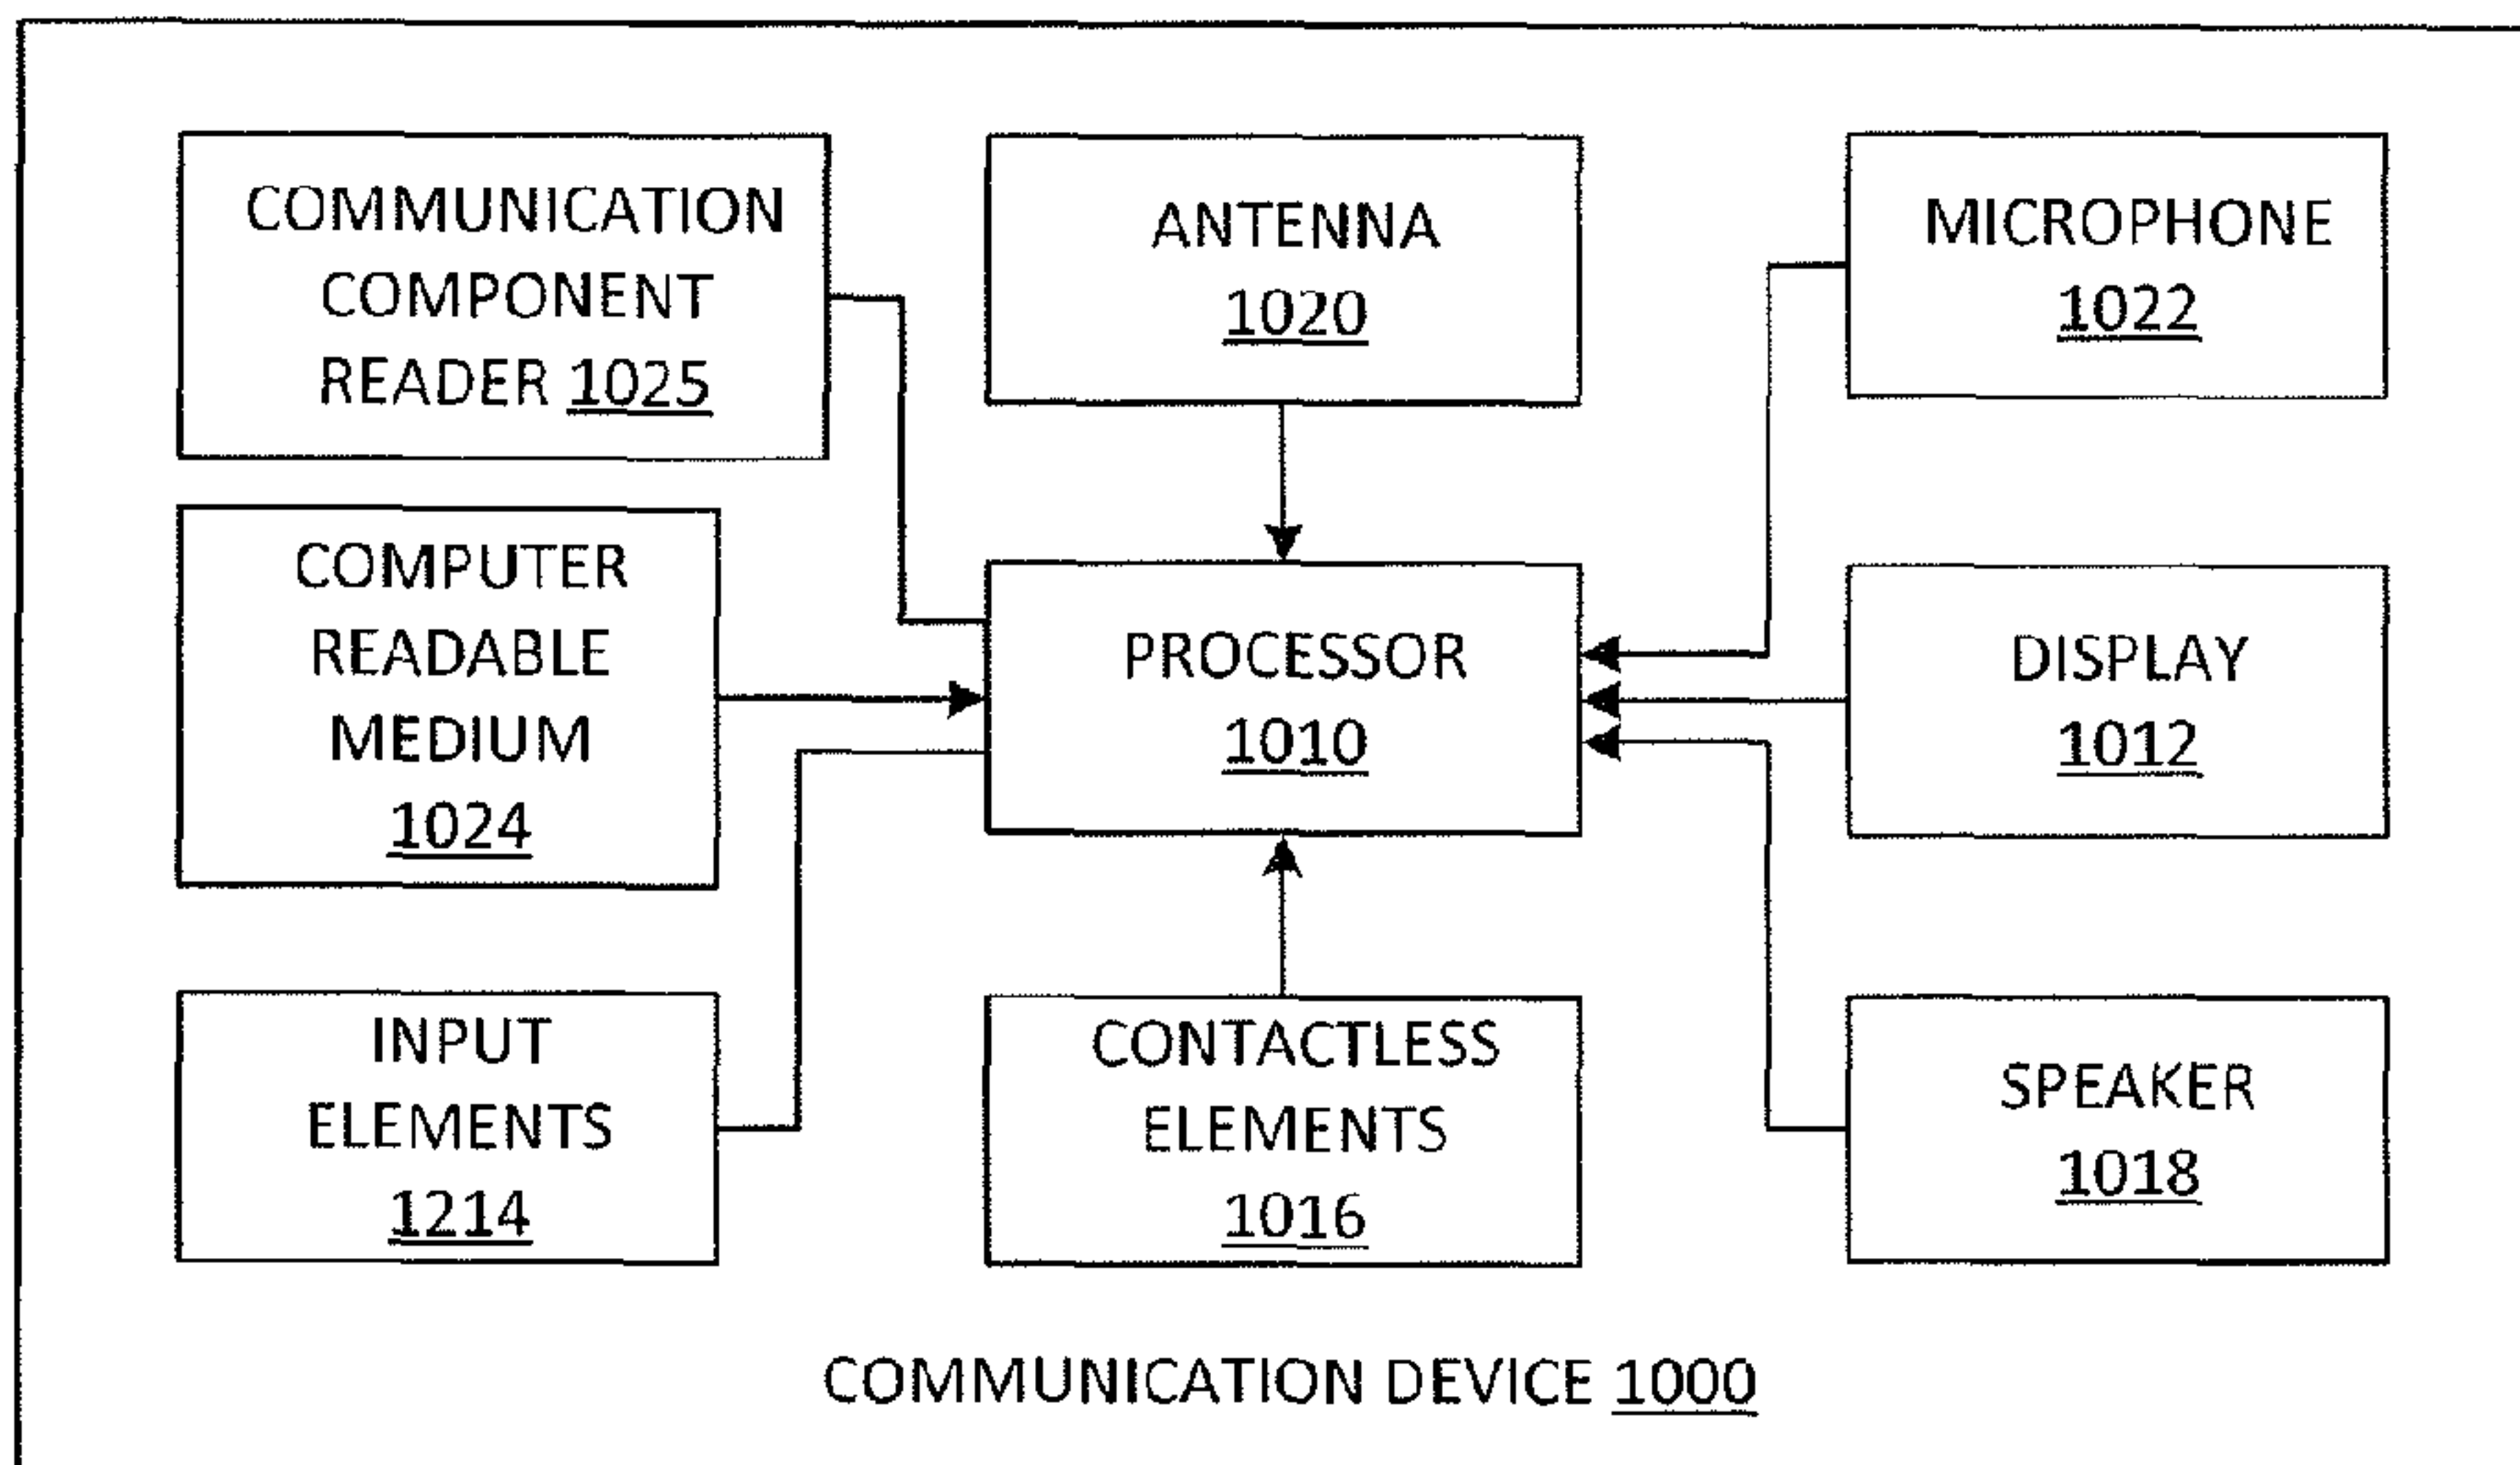 COMMUNICATION
COMPONENT
READER 1025
ANTENNA
1020
MICROPHONE
1022
COMPUTER
READABLE
MEDIUM
1024
PROCESSOR
1010
DISPLAY
1012
INPUT
ELEMENTS
1214
CONTACTLESS
ELEMENTS
1016
SPEAKER
1018
COMMUNICATION DEVICE 1000